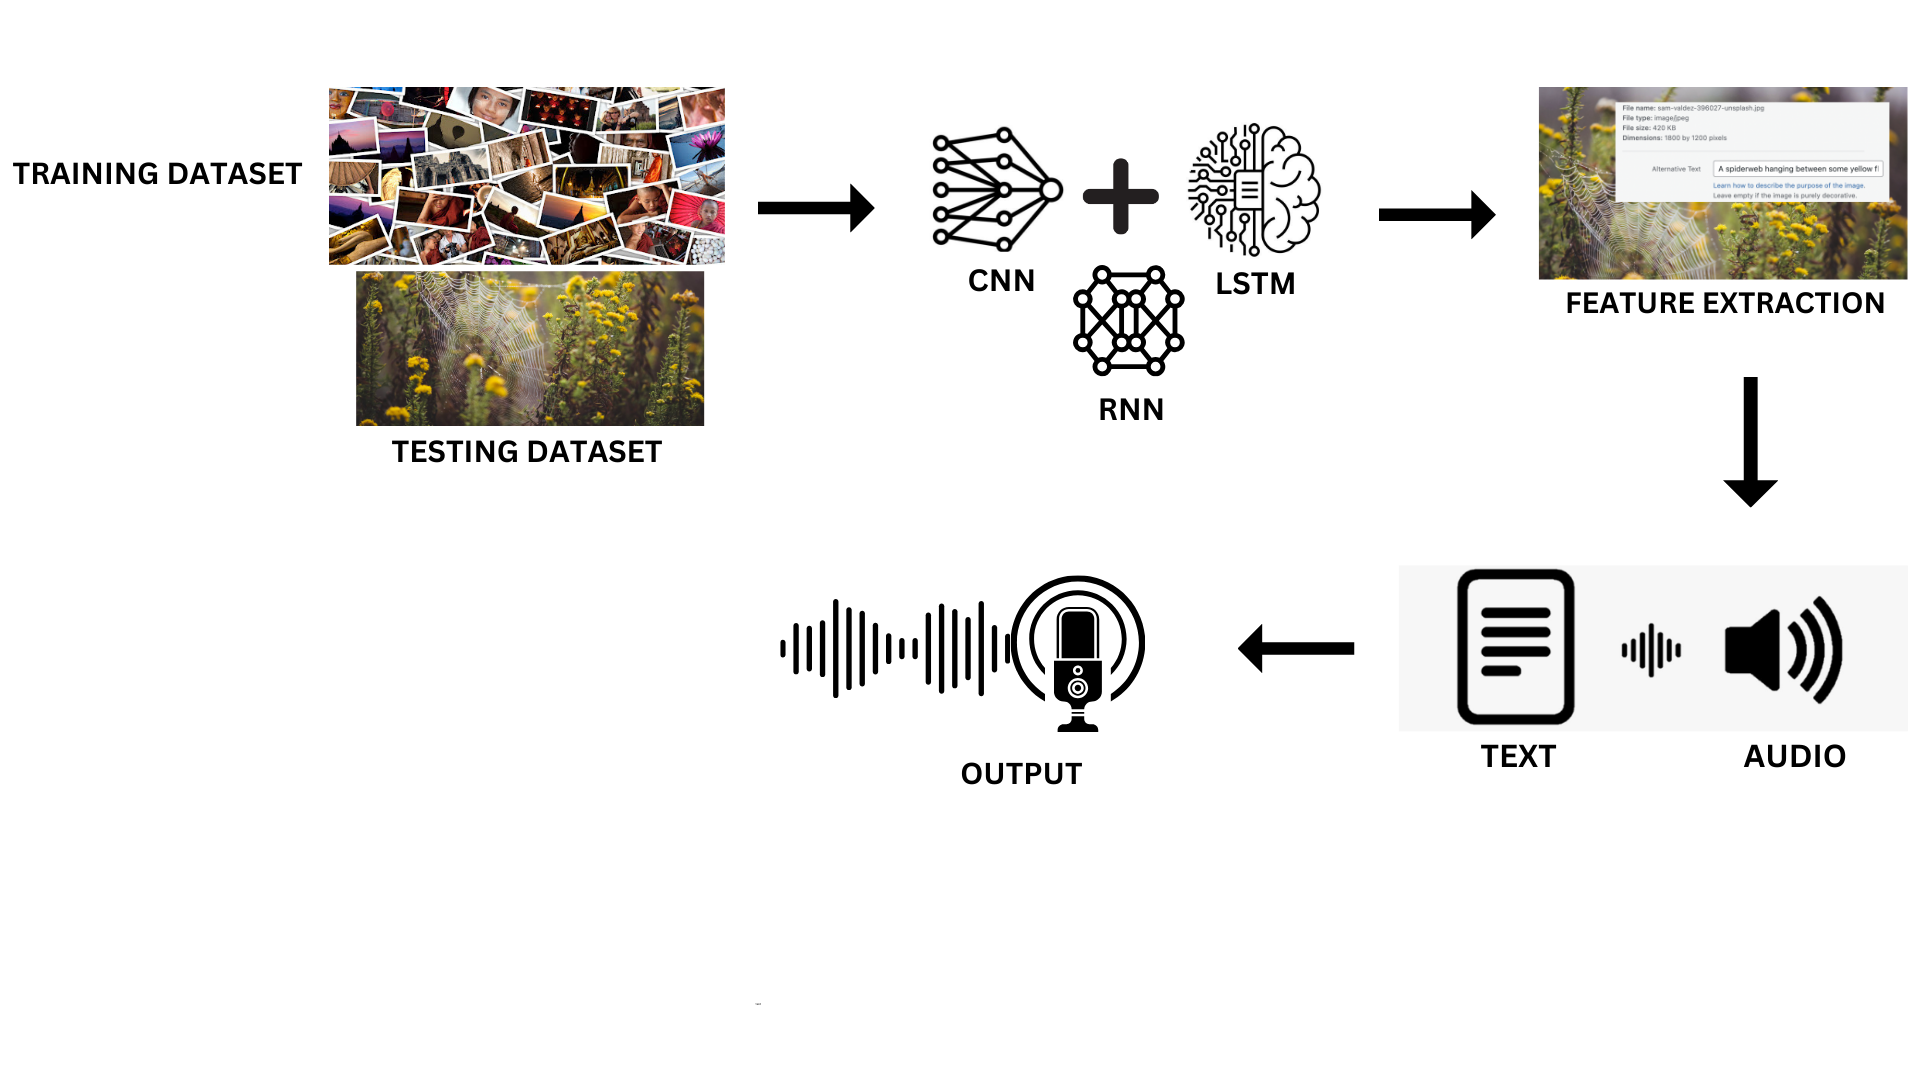 TRAINING DATASET
TESTING DATASET
CNN
LSTM
RNN
File name: sam-valdez-396027-unsplash.jpg
File type: image/jpeg
File size: 420 KB
Dimensions: 1800 by 1200 pixels
Alternative Text
A spiderweb hanging between some yellow f
Learn how to describe the purpose of the image.
Leave empty if the image is purely decorative.
FEATURE EXTRACTION
TEXT
AUDIO
OUTPUT